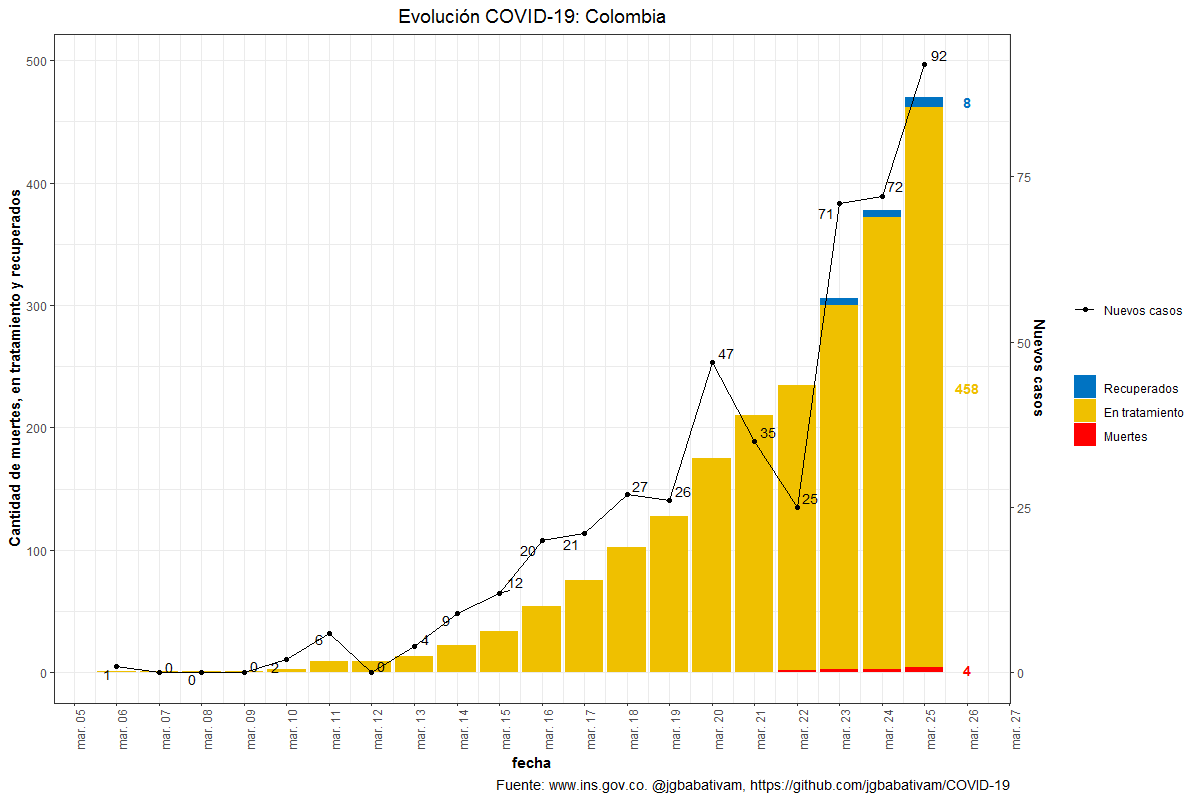 Evolución COVID-19: Colombia
Cantidad de muertes, en tratamiento y recuperados
500
400
300
200
100
0
1
0
0
0
2
6
0
4
9
12
20
21
27
26
47
35
25
71
72
92
8
458
4
75
50
25
0
Nuevos casos
mar. 05
mar. 06
mar. 07
mar. 08
mar. 09
mar. 10
mar. 11
mar. 12
mar. 13
mar. 14
mar. 15
mar. 16
mar. 17
mar. 18
mar. 19
mar. 20
mar. 21
mar. 22
mar. 23
mar. 24
mar. 25
mar. 26
mar. 27
fecha
Nuevos casos
Recuperados
En tratamiento
Muertes
Fuente: www.ins.gov.co. @jgbabativam, https://github.com/jgbabativam/COVID-19